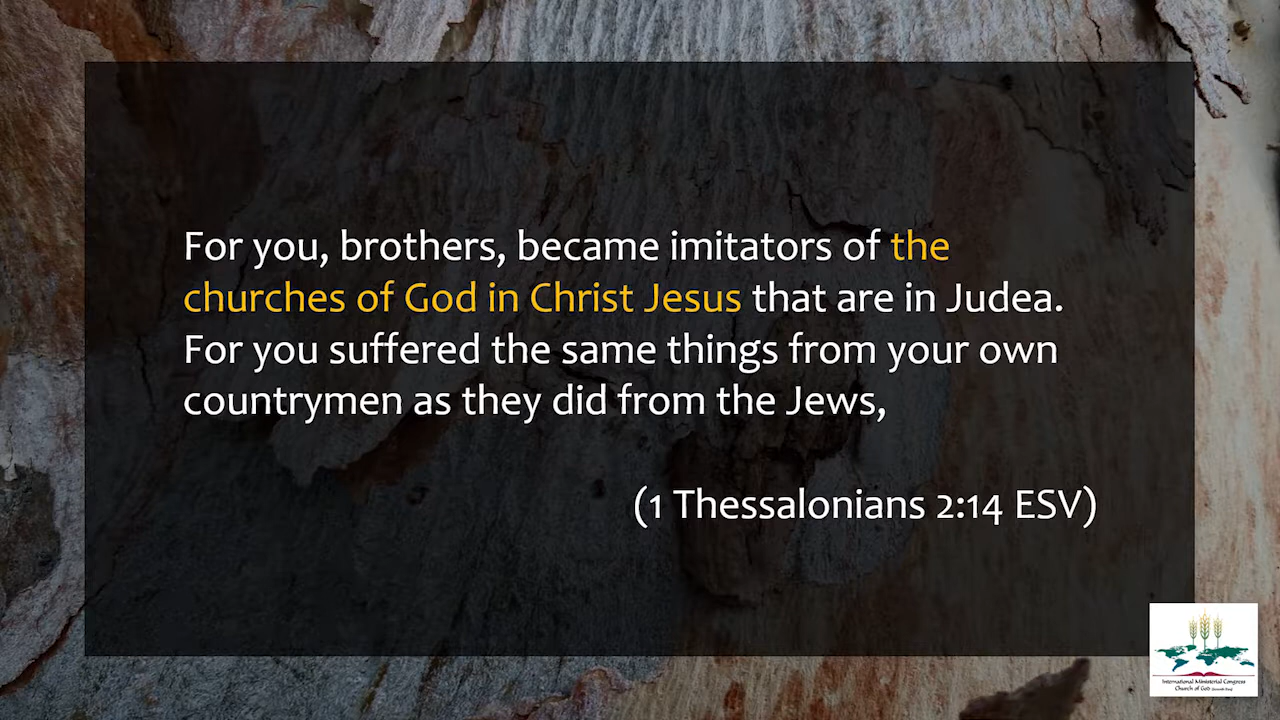 For you, brothers, became imitators of the
churches of God in Christ Jesus that are in Judea.
For you suffered the same things from your own
countrymen as they did from the Jews,
(1 Thessalonians 2:14 ESV)
International Ministerial Congress
Church of God (Seventh Day)